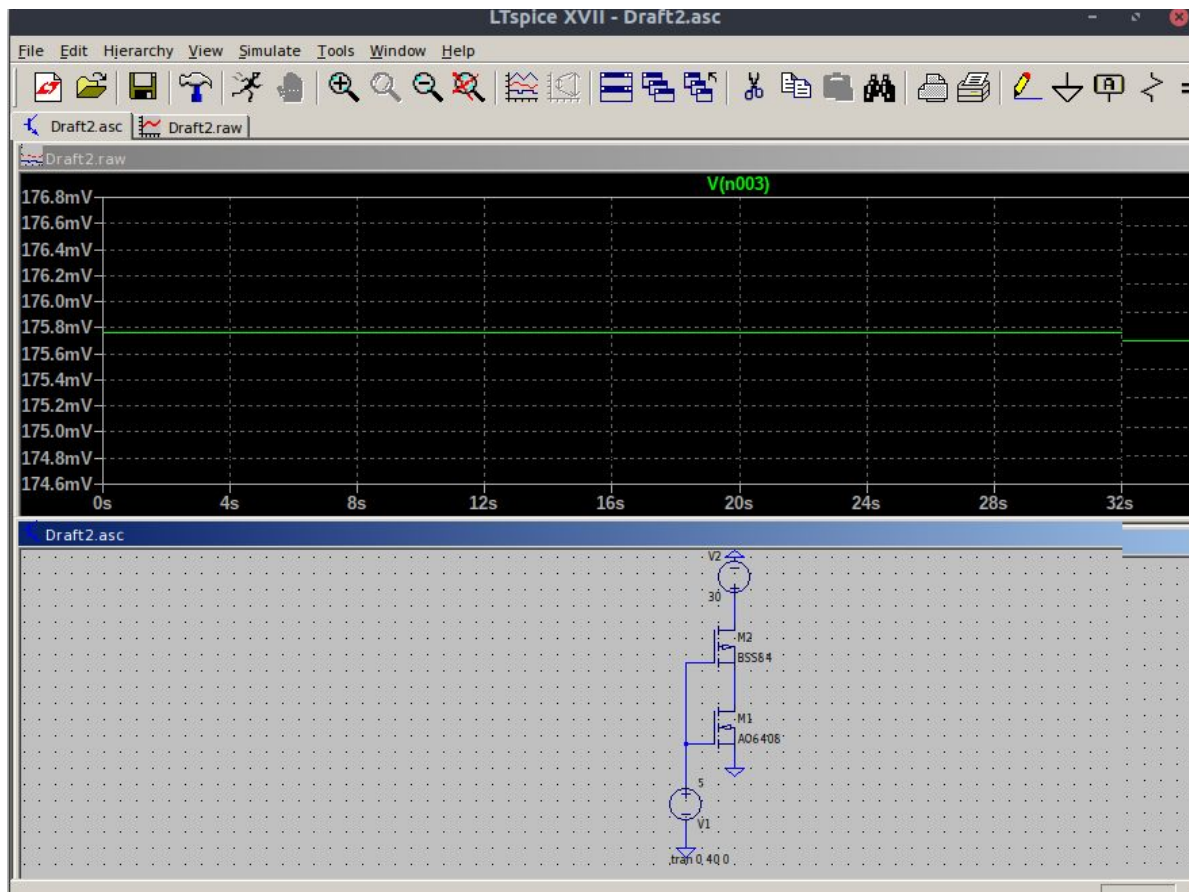 LTspice XVII - Draft2.asc
File Edit Hierarchy View Simulate Tools Window Help
Draft2.asc Draft2.raw
Draft2.raw
V(n003)
176.8mV
176.6mV
176.4mV
176.2mV
176.0mV
175.8mV
175.6mV
175.4mV
175.2mV
175.0mV
174.8mV
174.6mV
0s 4s 8s 12s 16s 20s 24s 28s 32s
Draft2.asc
V2
30
M2
BSS84
M1
AO6408
5
V1
.tran 0 40 0